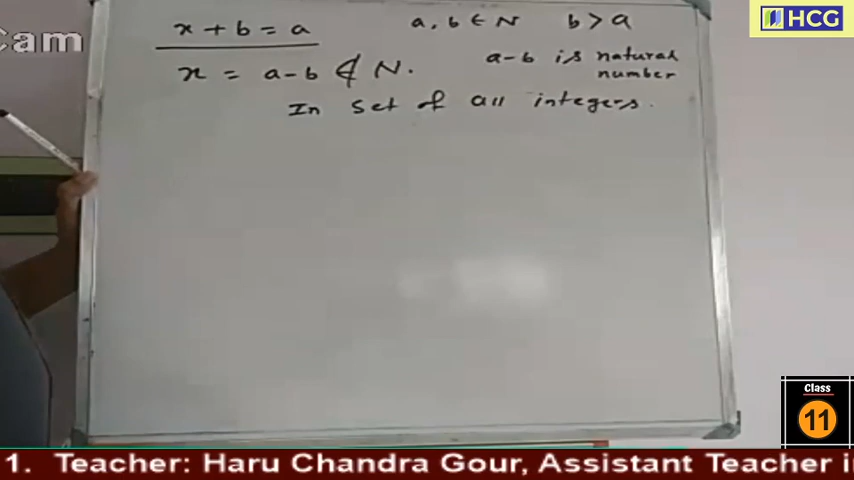 x + b = a a, b ∈ N b > a
x = a-b ∉ N. a-b is natural number
In set of all integers.
Cam
HCG
Class
11
1. Teacher: Haru Chandra Gour, Assistant Teacher i